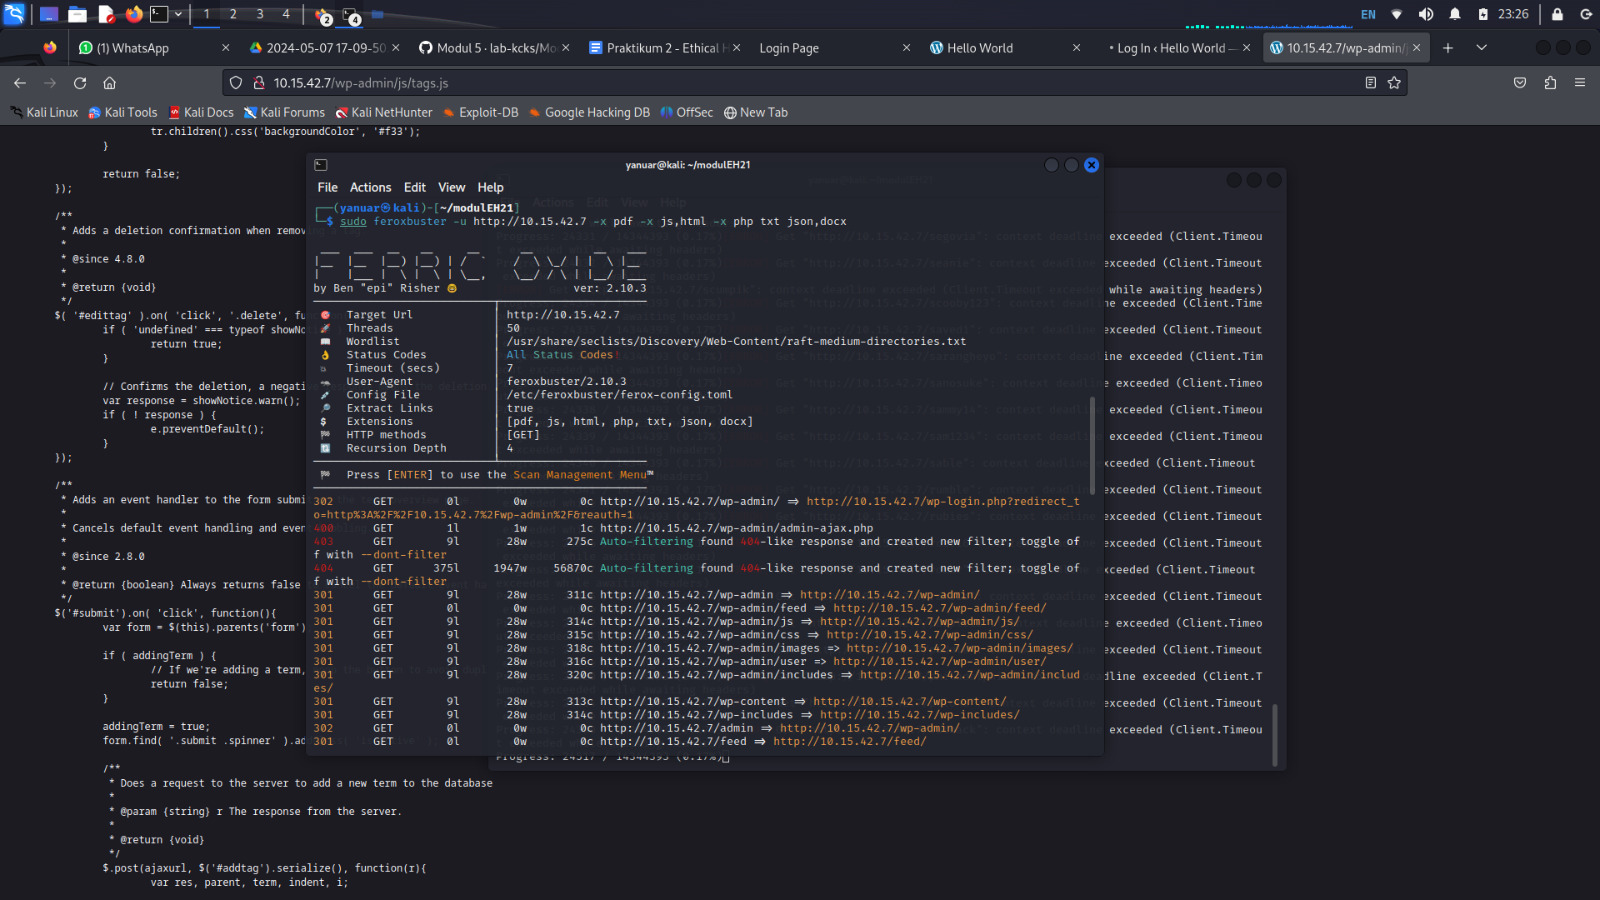 1 2 3 4 2 4 EN 23:26
(1) WhatsApp
2024-05-07 17-09-50
Modul 5 · lab-kcks/Mo
Praktikum 2 - Ethical H
Login Page
Hello World
Log In ‹ Hello World —
10.15.42.7/wp-admin/j
10.15.42.7/wp-admin/js/tags.js
Kali Linux Kali Tools Kali Docs Kali Forums Kali NetHunter Exploit-DB Google Hacking DB OffSec New Tab
tr.children().css('backgroundColor', '#f33');
}
return false;
});
/**
* Adds a deletion confirmation when remov
*
* @since 4.8.0
*
* @return {void}
*/
$( '#edittag' ).on( 'click', '.delete', fu
if ( 'undefined' === typeof showNot
return true;
}
// Confirms the deletion, a negativ
var response = showNotice.warn();
if ( ! response ) {
e.preventDefault();
}
});
/**
* Adds an event handler to the form submi
*
* Cancels default event handling and even
*
* @since 2.8.0
*
* @return {boolean} Always returns false
*/
$('#submit').on( 'click', function(){
var form = $(this).parents('form')
if ( addingTerm ) {
// If we're adding a term,
return false;
}
addingTerm = true;
form.find( '.submit .spinner' ).ad
/**
* Does a request to the server to add a new term to the database
*
* @param {string} r The response from the server.
*
* @return {void}
*/
$.post(ajaxurl, $('#addtag').serialize(), function(r){
var res, parent, term, indent, i;
yanuar@kali: ~/modulEH21
File Actions Edit View Help
┌──(yanuar㉿kali)-[~/modulEH21]
└─$ sudo feroxbuster -u http://10.15.42.7 -x pdf -x js,html -x php txt json,docx
FERRIC OXIDE
by Ben "epi" Risher 🤓 ver: 2.10.3
Target Url │ http://10.15.42.7
Threads │ 50
Wordlist │ /usr/share/seclists/Discovery/Web-Content/raft-medium-directories.txt
Status Codes │ All Status Codes!
Timeout (secs) │ 7
User-Agent │ feroxbuster/2.10.3
Config File │ /etc/feroxbuster/ferox-config.toml
Extract Links │ true
Extensions │ [pdf, js, html, php, txt, json, docx]
HTTP methods │ [GET]
Recursion Depth │ 4
Press [ENTER] to use the Scan Management Menu™
302 GET 0l 0w 0c http://10.15.42.7/wp-admin/ => http://10.15.42.7/wp-login.php?redirect_t
o=http%3A%2F%2F10.15.42.7%2Fwp-admin%2F&reauth=1
400 GET 1l 1w 1c http://10.15.42.7/wp-admin/admin-ajax.php
403 GET 9l 28w 275c Auto-filtering found 404-like response and created new filter; toggle of
f with --dont-filter
404 GET 375l 1947w 56870c Auto-filtering found 404-like response and created new filter; toggle of
f with --dont-filter
301 GET 9l 28w 311c http://10.15.42.7/wp-admin => http://10.15.42.7/wp-admin/
301 GET 0l 0w 0c http://10.15.42.7/wp-admin/feed => http://10.15.42.7/wp-admin/feed/
301 GET 9l 28w 314c http://10.15.42.7/wp-admin/js => http://10.15.42.7/wp-admin/js/
301 GET 9l 28w 315c http://10.15.42.7/wp-admin/css => http://10.15.42.7/wp-admin/css/
301 GET 9l 28w 318c http://10.15.42.7/wp-admin/images => http://10.15.42.7/wp-admin/images/
301 GET 9l 28w 316c http://10.15.42.7/wp-admin/user => http://10.15.42.7/wp-admin/user/
301 GET 9l 28w 320c http://10.15.42.7/wp-admin/includes => http://10.15.42.7/wp-admin/includ
es/
301 GET 9l 28w 313c http://10.15.42.7/wp-content => http://10.15.42.7/wp-content/
301 GET 9l 28w 314c http://10.15.42.7/wp-includes => http://10.15.42.7/wp-includes/
302 GET 0l 0w 0c http://10.15.42.7/admin => http://10.15.42.7/wp-admin/
301 GET 0l 0w 0c http://10.15.42.7/feed => http://10.15.42.7/feed/
exceeded (Client.Timeou
while awaiting headers)
exceeded (Client.Time
exceeded (Client.Timeout
exceeded (Client.Tim
exceeded (Client.Timeo
exceeded (Client.Timeout
exceeded (Client.Timeou
exceeded (Client.Timeout
exceeded (Client.Timeout
exceeded (Client.Timeou
exceeded (Client.Timeou
exceeded (Client.Timeout
exceeded (Client.Timeou
exceeded (Client.Timeo
exceeded (Client.Timeout
dline exceeded (Client.T
exceeded (Client.Timeout
exceeded (Client.Timeou
Progress: 24517 / 14344393 (0.17%)